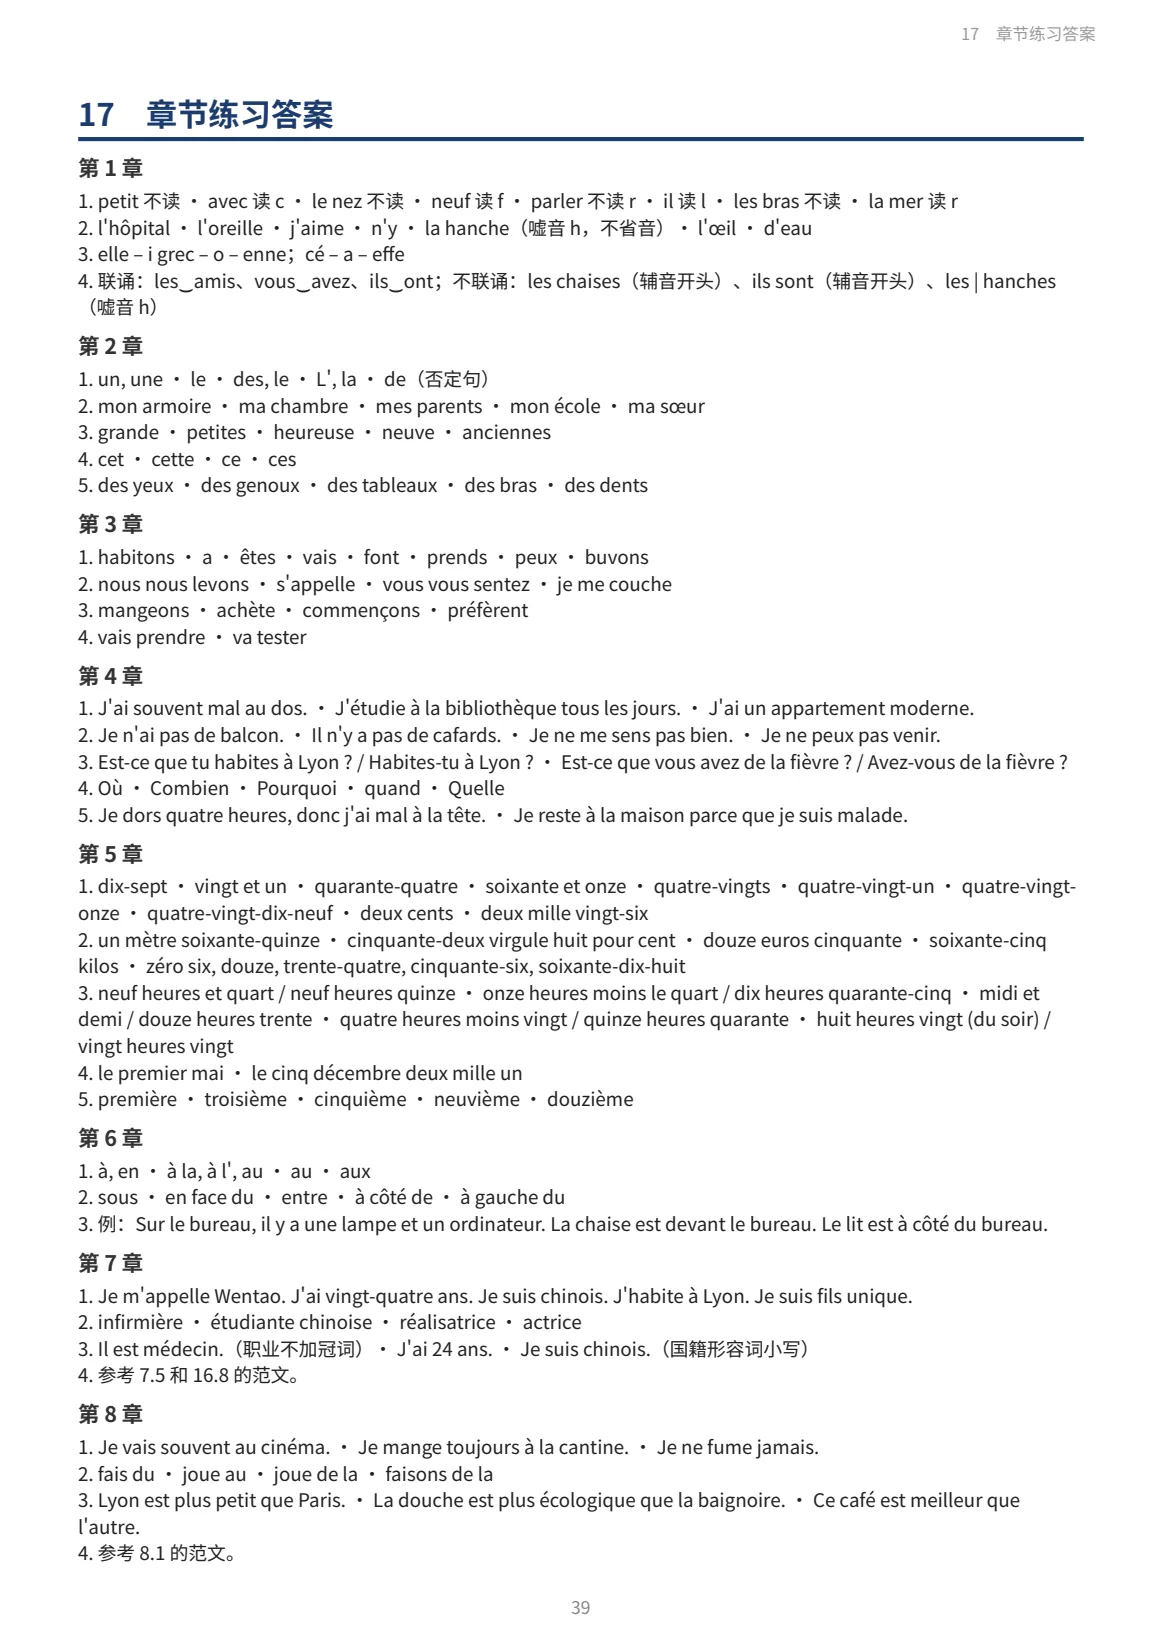 17 章节练习答案
17 章节练习答案
第 1 章
1. petit 不读 • avec 读 c • le nez 不读 • neuf 读 f • parler 不读 r • il 读 l • les bras 不读 • la mer 读 r
2. l'hôpital • l'oreille • j'aime • n'y • la hanche（嘘音 h，不省音）• l'œil • d'eau
3. elle – i grec – o – enne；cé – a – effe
4. 联诵：les‿amis、vous‿avez、ils‿ont；不联诵：les chaises（辅音开头）、ils sont（辅音开头）、les | hanches
（嘘音 h）
第 2 章
1. un, une • le • des, le • L', la • de（否定句）
2. mon armoire • ma chambre • mes parents • mon école • ma sœur
3. grande • petites • heureuse • neuve • anciennes
4. cet • cette • ce • ces
5. des yeux • des genoux • des tableaux • des bras • des dents
第 3 章
1. habitons • a • êtes • vais • font • prends • peux • buvons
2. nous nous levons • s'appelle • vous vous sentez • je me couche
3. mangeons • achète • commençons • préfèrent
4. vais prendre • va tester
第 4 章
1. J'ai souvent mal au dos. • J'étudie à la bibliothèque tous les jours. • J'ai un appartement moderne.
2. Je n'ai pas de balcon. • Il n'y a pas de cafards. • Je ne me sens pas bien. • Je ne peux pas venir.
3. Est-ce que tu habites à Lyon ? / Habites-tu à Lyon ? • Est-ce que vous avez de la fièvre ? / Avez-vous de la fièvre ?
4. Où • Combien • Pourquoi • quand • Quelle
5. Je dors quatre heures, donc j'ai mal à la tête. • Je reste à la maison parce que je suis malade.
第 5 章
1. dix-sept • vingt et un • quarante-quatre • soixante et onze • quatre-vingts • quatre-vingt-un • quatre-vingt-
onze • quatre-vingt-dix-neuf • deux cents • deux mille vingt-six
2. un mètre soixante-quinze • cinquante-deux virgule huit pour cent • douze euros cinquante • soixante-cinq
kilos • zéro six, douze, trente-quatre, cinquante-six, soixante-dix-huit
3. neuf heures et quart / neuf heures quinze • onze heures moins le quart / dix heures quarante-cinq • midi et
demi / douze heures trente • quatre heures moins vingt / quinze heures quarante • huit heures vingt (du soir) /
vingt heures vingt
4. le premier mai • le cinq décembre deux mille un
5. première • troisième • cinquième • neuvième • douzième
第 6 章
1. à, en • à la, à l', au • au • aux
2. sous • en face du • entre • à côté de • à gauche du
3. 例：Sur le bureau, il y a une lampe et un ordinateur. La chaise est devant le bureau. Le lit est à côté du bureau.
第 7 章
1. Je m'appelle Wentao. J'ai vingt-quatre ans. Je suis chinois. J'habite à Lyon. Je suis fils unique.
2. infirmière • étudiante chinoise • réalisatrice • actrice
3. Il est médecin.（职业不加冠词）• J'ai 24 ans. • Je suis chinois.（国籍形容词小写）
4. 参考 7.5 和 16.8 的范文。
第 8 章
1. Je vais souvent au cinéma. • Je mange toujours à la cantine. • Je ne fume jamais.
2. fais du • joue au • joue de la • faisons de la
3. Lyon est plus petit que Paris. • La douche est plus écologique que la baignoire. • Ce café est meilleur que
l'autre.
4. 参考 8.1 的范文。
39